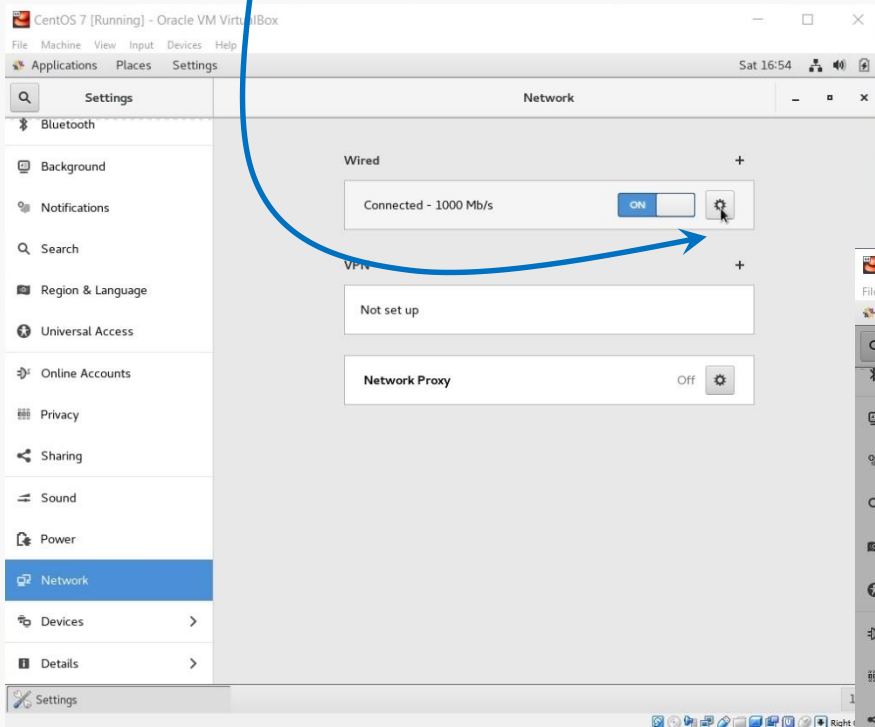 CentOS 7 [Running] - Oracle VM VirtualBox
File Machine View Input Devices Help
Applications Places Settings Sat 16:54
Settings Network
Bluetooth
Background
Notifications
Search
Region & Language
Universal Access
Online Accounts
Privacy
Sharing
Sound
Power
Network
Devices
Details
Wired
Connected - 1000 Mb/s ON
VPN
Not set up
Network Proxy Off
Settings
Right